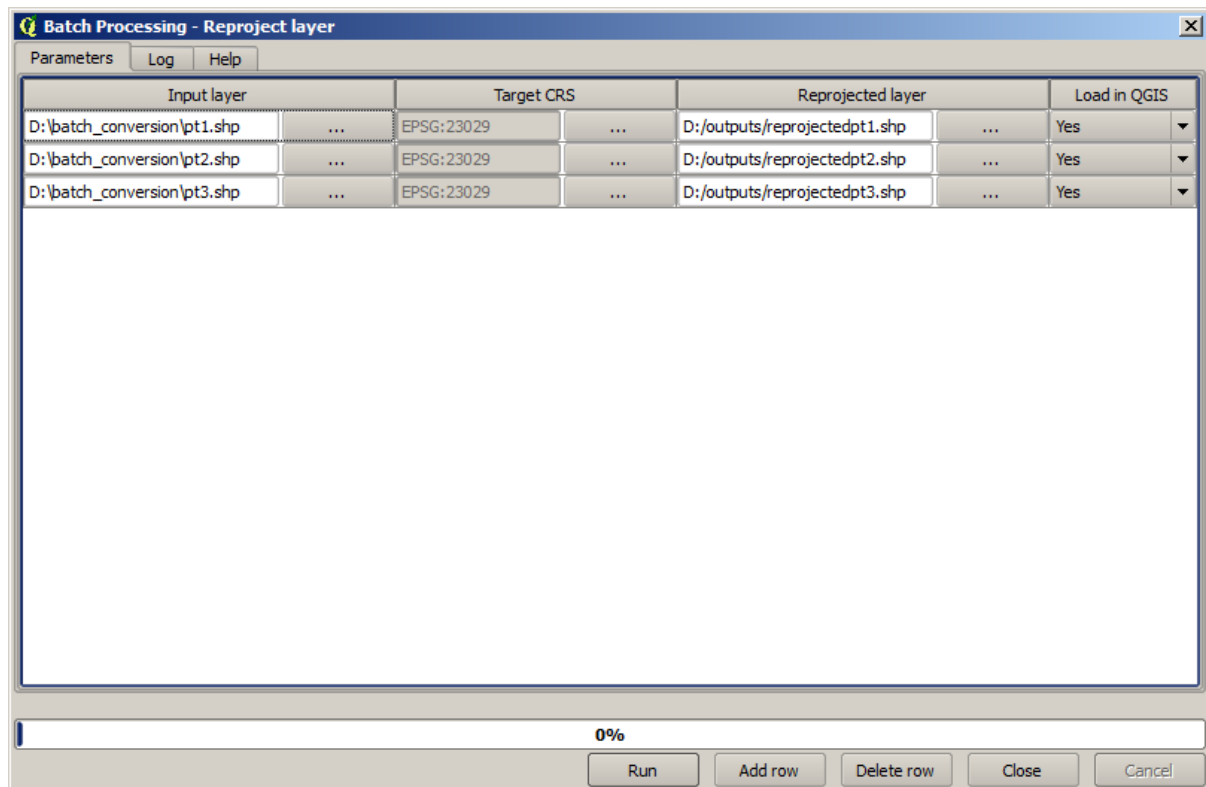 Batch Processing - Reproject layer
Parameters Log Help
Input layer Target CRS Reprojected layer Load in QGIS
D:\batch_conversion\pt1.shp ... EPSG:23029 ... D:/outputs/reprojectedpt1.shp ... Yes
D:\batch_conversion\pt2.shp ... EPSG:23029 ... D:/outputs/reprojectedpt2.shp ... Yes
D:\batch_conversion\pt3.shp ... EPSG:23029 ... D:/outputs/reprojectedpt3.shp ... Yes
0%
Run Add row Delete row Close Cancel